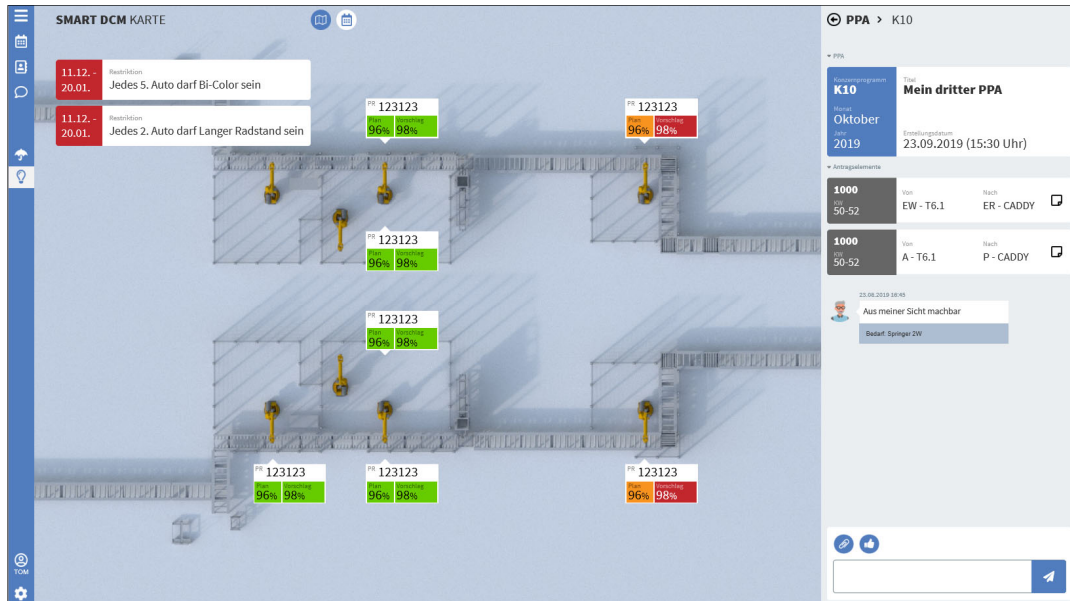 SMART DCM KARTE
11.12. -
20.01.
Restriktion
Jedes 5. Auto darf Bi-Color sein
11.12. -
20.01.
Restriktion
Jedes 2. Auto darf Langer Radstand sein
PR 123123
Plan Vorschlag
96% 98%
PR 123123
Plan Vorschlag
96% 98%
PR 123123
Plan Vorschlag
96% 98%
PR 123123
Plan Vorschlag
96% 98%
PR 123123
Plan Vorschlag
96% 98%
PR 123123
Plan Vorschlag
96% 98%
PR 123123
Plan Vorschlag
96% 98%
TOM
PPA > K10
PPA
Konzernprogramm
K10
Monat
Oktober
Jahr
2019
Titel
Mein dritter PPA
Erstellungsdatum
23.09.2019 (15:30 Uhr)
Antragselemente
1000
KW
50-52
Von
EW - T6.1
Nach
ER - CADDY
1000
KW
50-52
Von
A - T6.1
Nach
P - CADDY
23.08.2019 18:45
Aus meiner Sicht machbar
Bedarf: Springer 2W